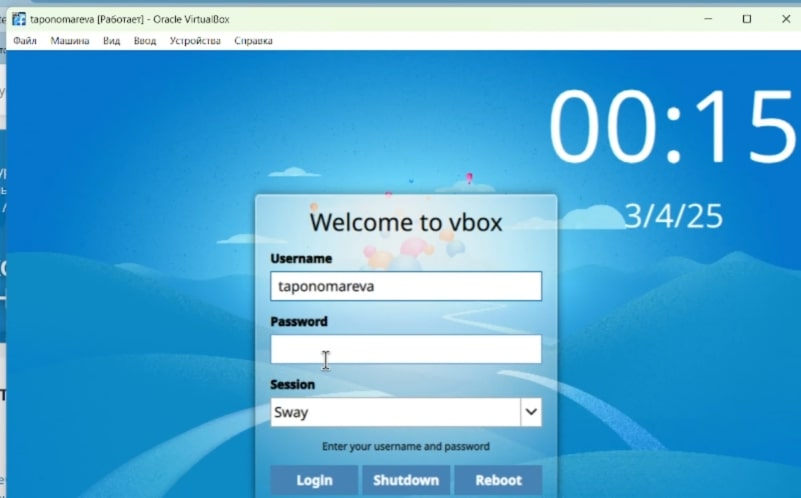 taponomareva [Работает] - Oracle VirtualBox
Файл Машина Вид Ввод Устройства Справка
00:15
3/4/25
Welcome to vbox
Username
taponomareva
Password
Session
Sway
Enter your username and password
Login Shutdown Reboot